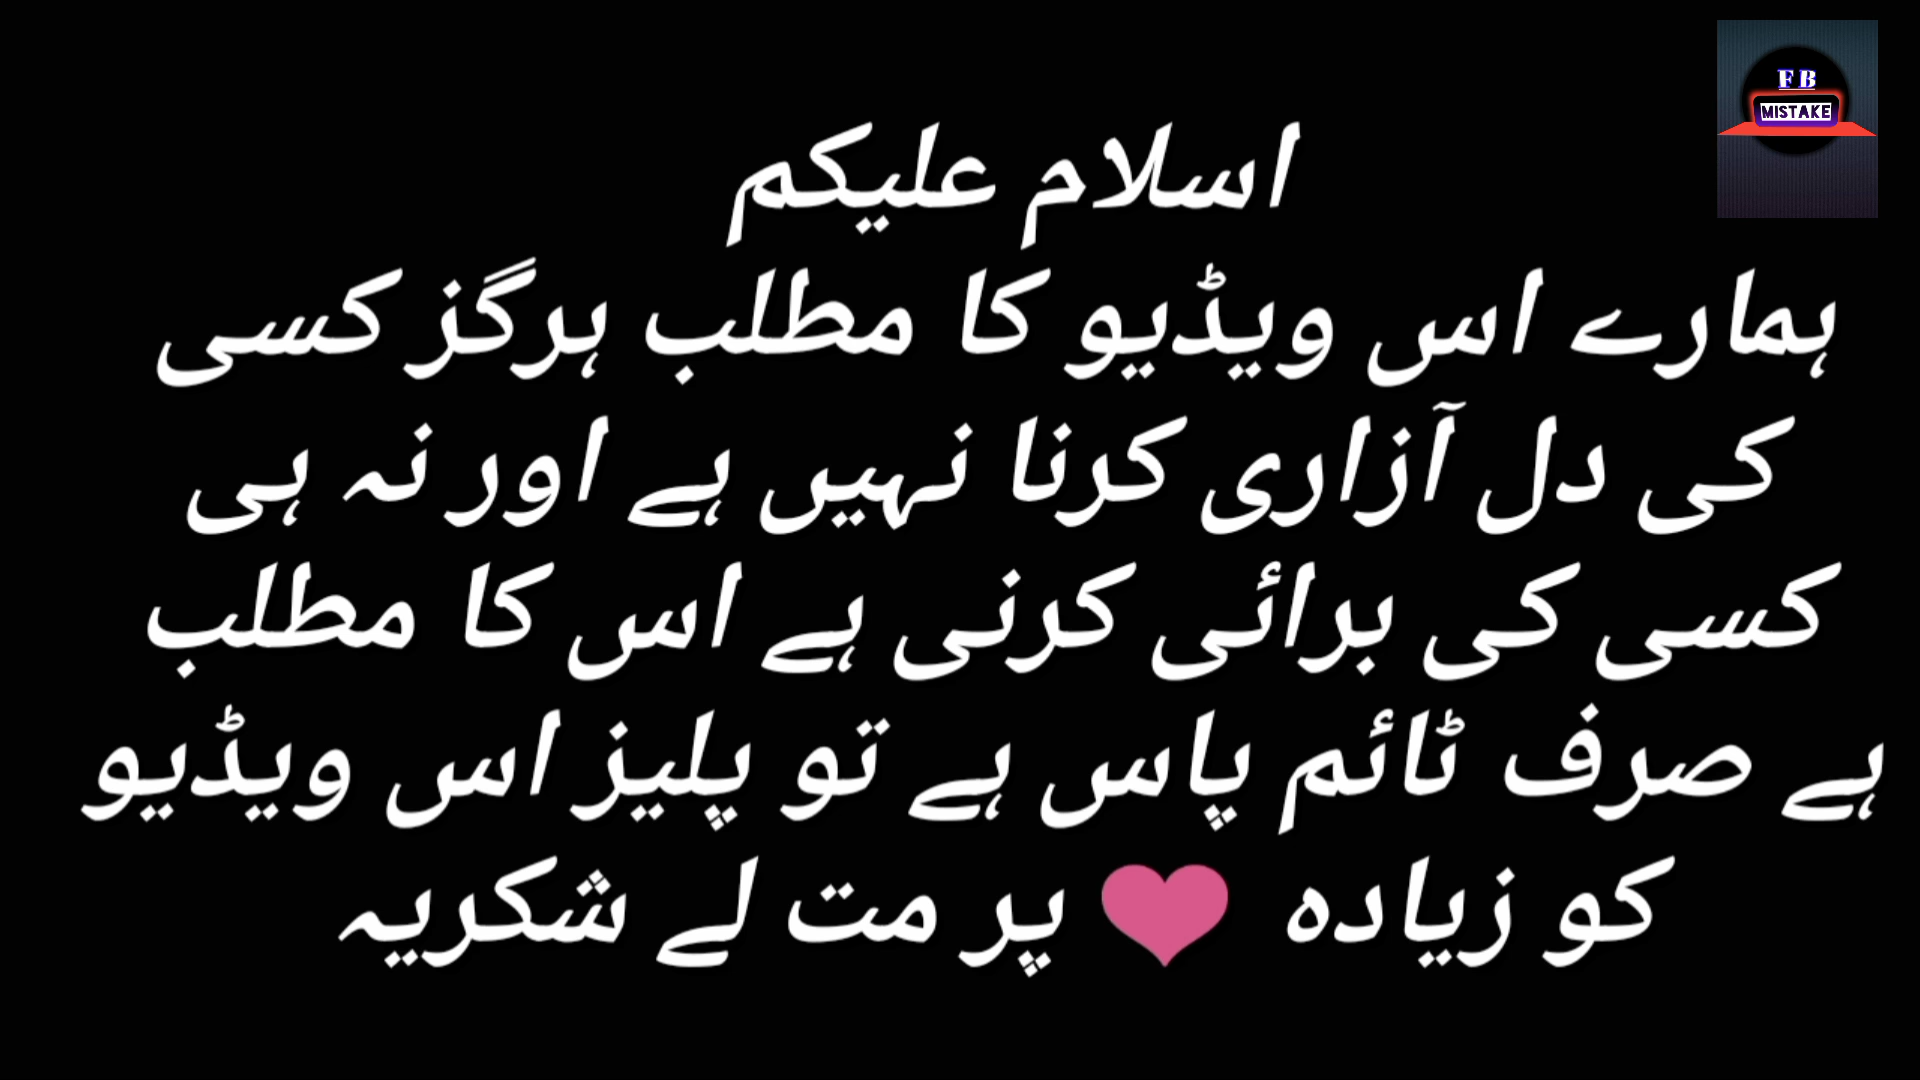 F B
MISTAKE
اسلام علیکم
ہمارے اس ویڈیو کا مطلب ہرگز کسی
کی دل آزاری کرنا نہیں ہے اور نہ ہی
کسی کی برائی کرنی ہے اس کا مطلب
ہے صرف ٹائم پاس ہے تو پلیز اس ویڈیو
کو زیادہ ❤ پر مت لے شکریہ